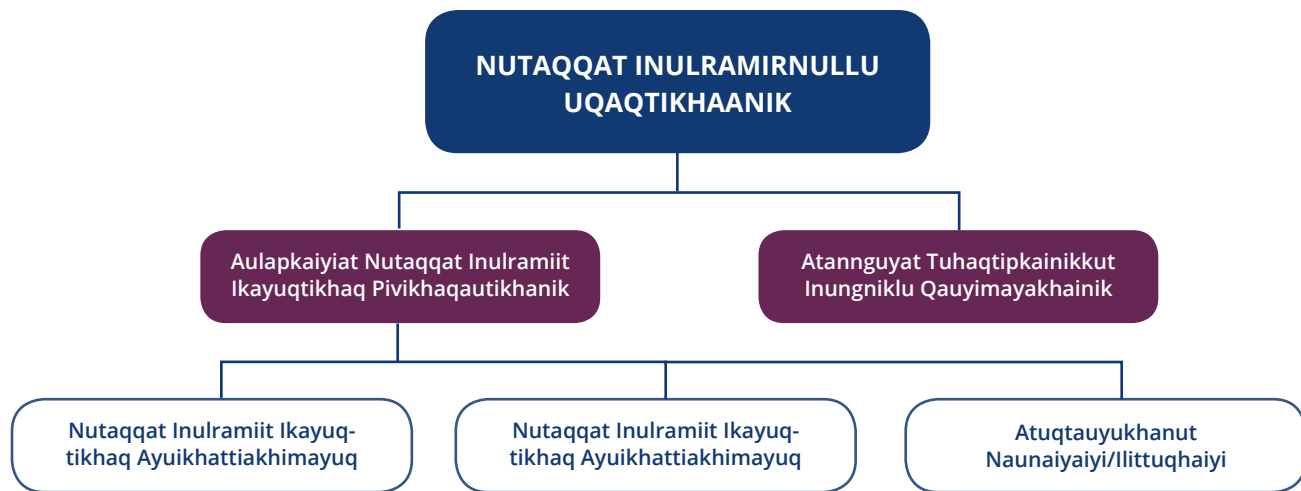 NUTAQQAT INULRAMIRNULLU
UQAQTIKHAANIK
Aulapkaiyiat Nutaqqat Inulramiit
Ikayuqtikhaq Pivikhaqautikhanik
Atannguyat Tuhaqtipkainikkut
Inungniklu Qauyimayakhainik
Nutaqqat Inulramiit Ikayuq-
tikhaq Ayuikhattiakhimayuq
Nutaqqat Inulramiit Ikayuq-
tikhaq Ayuikhattiakhimayuq
Atuqtauyukhanut
Naunaiyaiyi/Ilittuqhaiyi